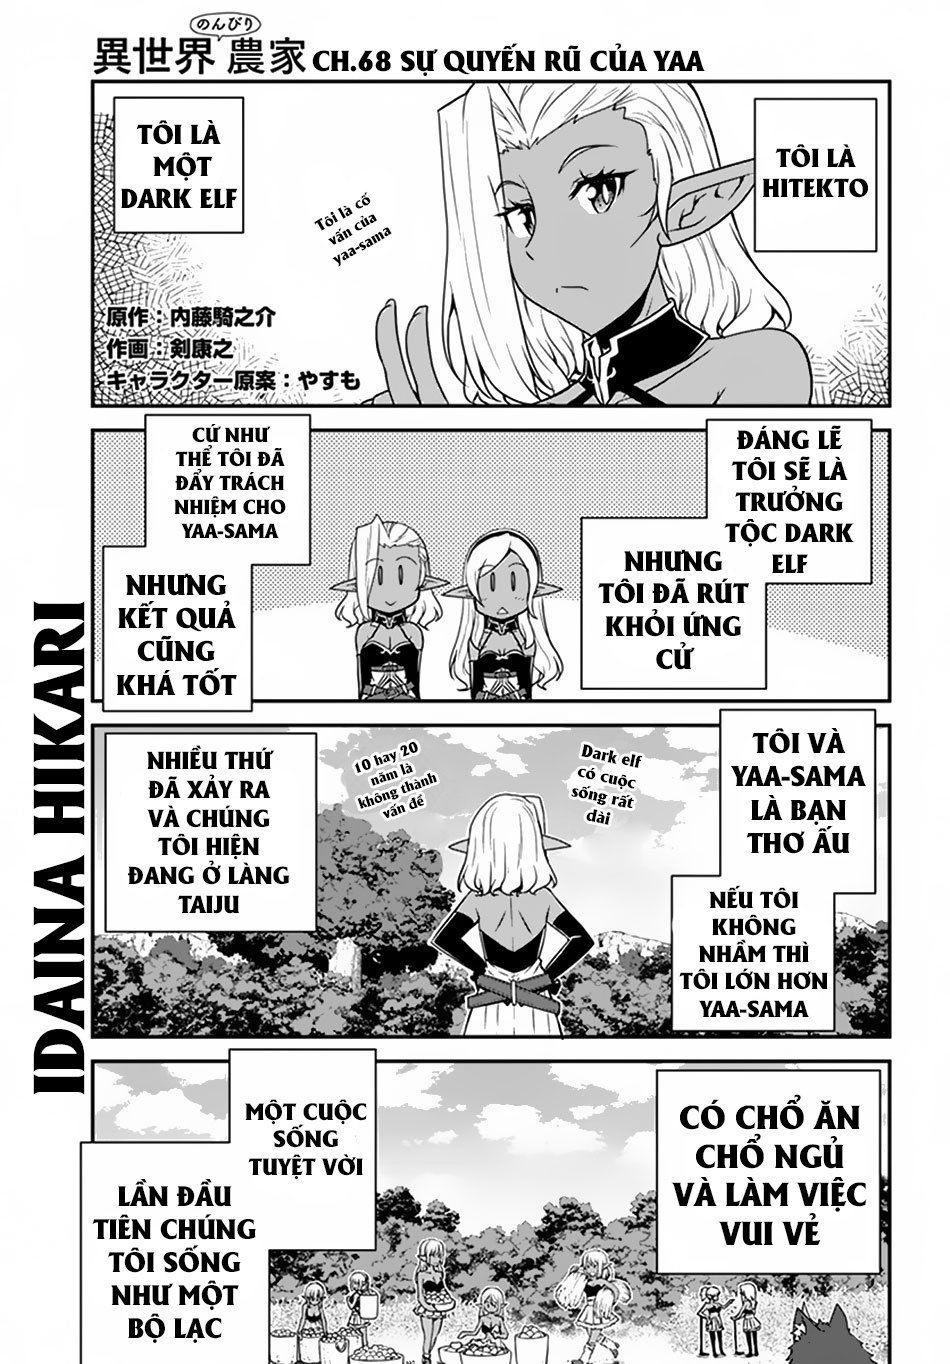 のんびり
異世界 農家 CH.68 SỰ QUYẾN RŨ CỦA YAA
TÔI LÀ
HITEKTO
TÔI LÀ
MỘT
DARK ELF
Tôi là cố
vấn của
yaa-sama
原作：内藤騎之介
作画：剣康之
キャラクター原案：やすも
ĐÁNG LẼ
TÔI SẼ LÀ
TRƯỞNG
TỘC DARK
ELF
NHƯNG
TÔI ĐÃ RÚT
KHỎI ỨNG
CỬ
CỨ NHƯ
THỂ TÔI ĐÃ
ĐẨY TRÁCH
NHIỆM CHO
YAA-SAMA
NHƯNG
KẾT QUẢ
CŨNG
KHÁ TỐT
IDAINA HIKARI
TÔI VÀ
YAA-SAMA
LÀ BẠN
THƠ ẤU
NẾU TÔI
KHÔNG
NHẦM THÌ
TÔI LỚN HƠN
YAA-SAMA
Dark elf
có cuộc
sống rất
dài
10 hay 20
năm là
không thành
vấn đề
NHIỀU THỨ
ĐÃ XẢY RA
VÀ CHÚNG
TÔI HIỆN
ĐANG Ở LÀNG
TAIJU
CÓ CHỔ ĂN
CHỔ NGỦ
VÀ LÀM VIỆC
VUI VẺ
MỘT CUỘC
SỐNG
TUYỆT VỜI
LẦN ĐẦU
TIÊN CHÚNG
TÔI SỐNG
NHƯ MỘT
BỘ LẠC